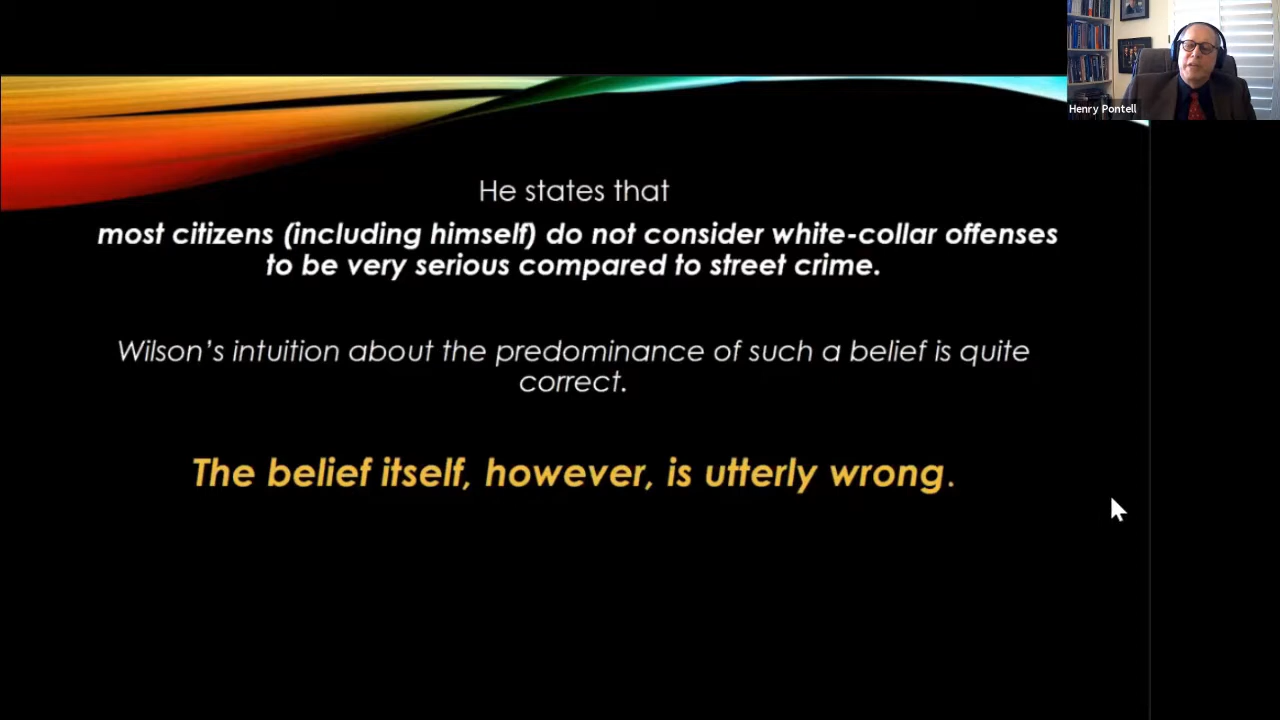 Henry Pontell
He states that
most citizens (including himself) do not consider white-collar offenses
to be very serious compared to street crime.
Wilson’s intuition about the predominance of such a belief is quite
correct.
The belief itself, however, is utterly wrong.